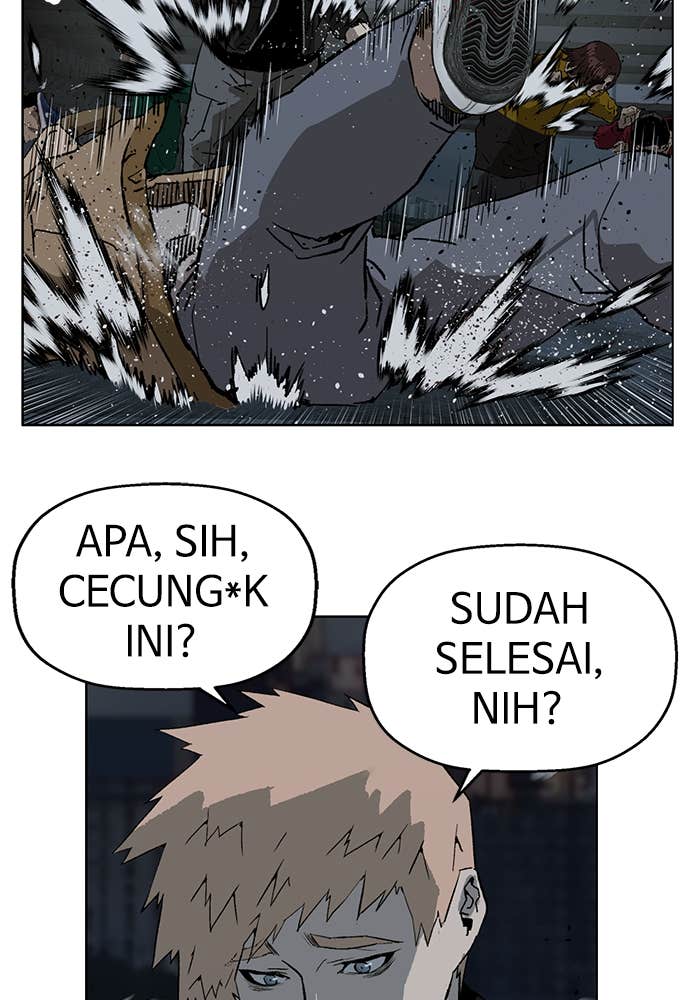 APA, SIH,
CECUNG*K
INI?
SUDAH
SELESAI,
NIH?